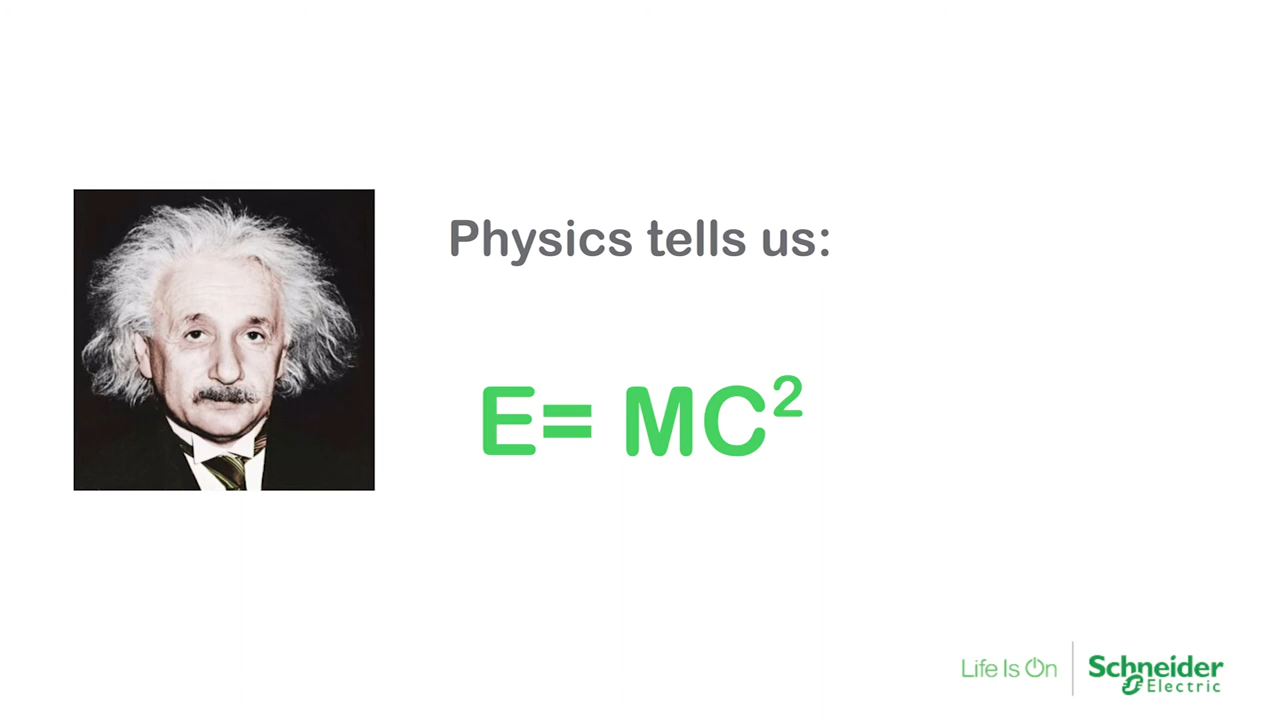 Physics tells us:
E= MC²
Life Is On
Schneider
Electric